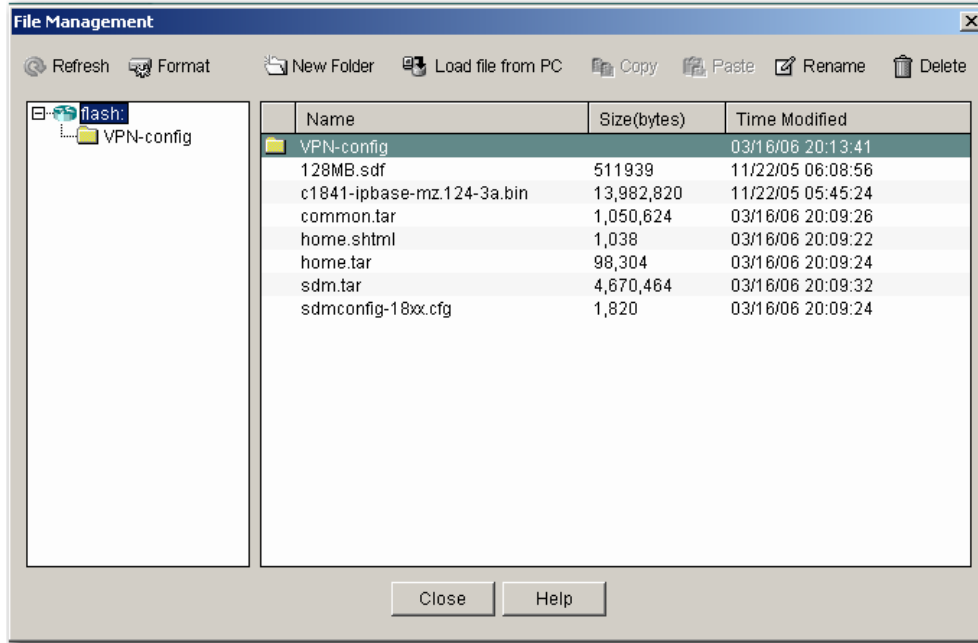 File Management
Refresh Format New Folder Load file from PC Copy Paste Rename Delete
flash:
VPN-config
Name Size(bytes) Time Modified
VPN-config 03/16/06 20:13:41
128MB.sdf 511939 11/22/05 06:08:56
c1841-ipbase-mz.124-3a.bin 13,982,820 11/22/05 05:45:24
common.tar 1,050,624 03/16/06 20:09:26
home.shtml 1,038 03/16/06 20:09:22
home.tar 98,304 03/16/06 20:09:24
sdm.tar 4,670,464 03/16/06 20:09:32
sdmconfig-18xx.cfg 1,820 03/16/06 20:09:24
Close Help